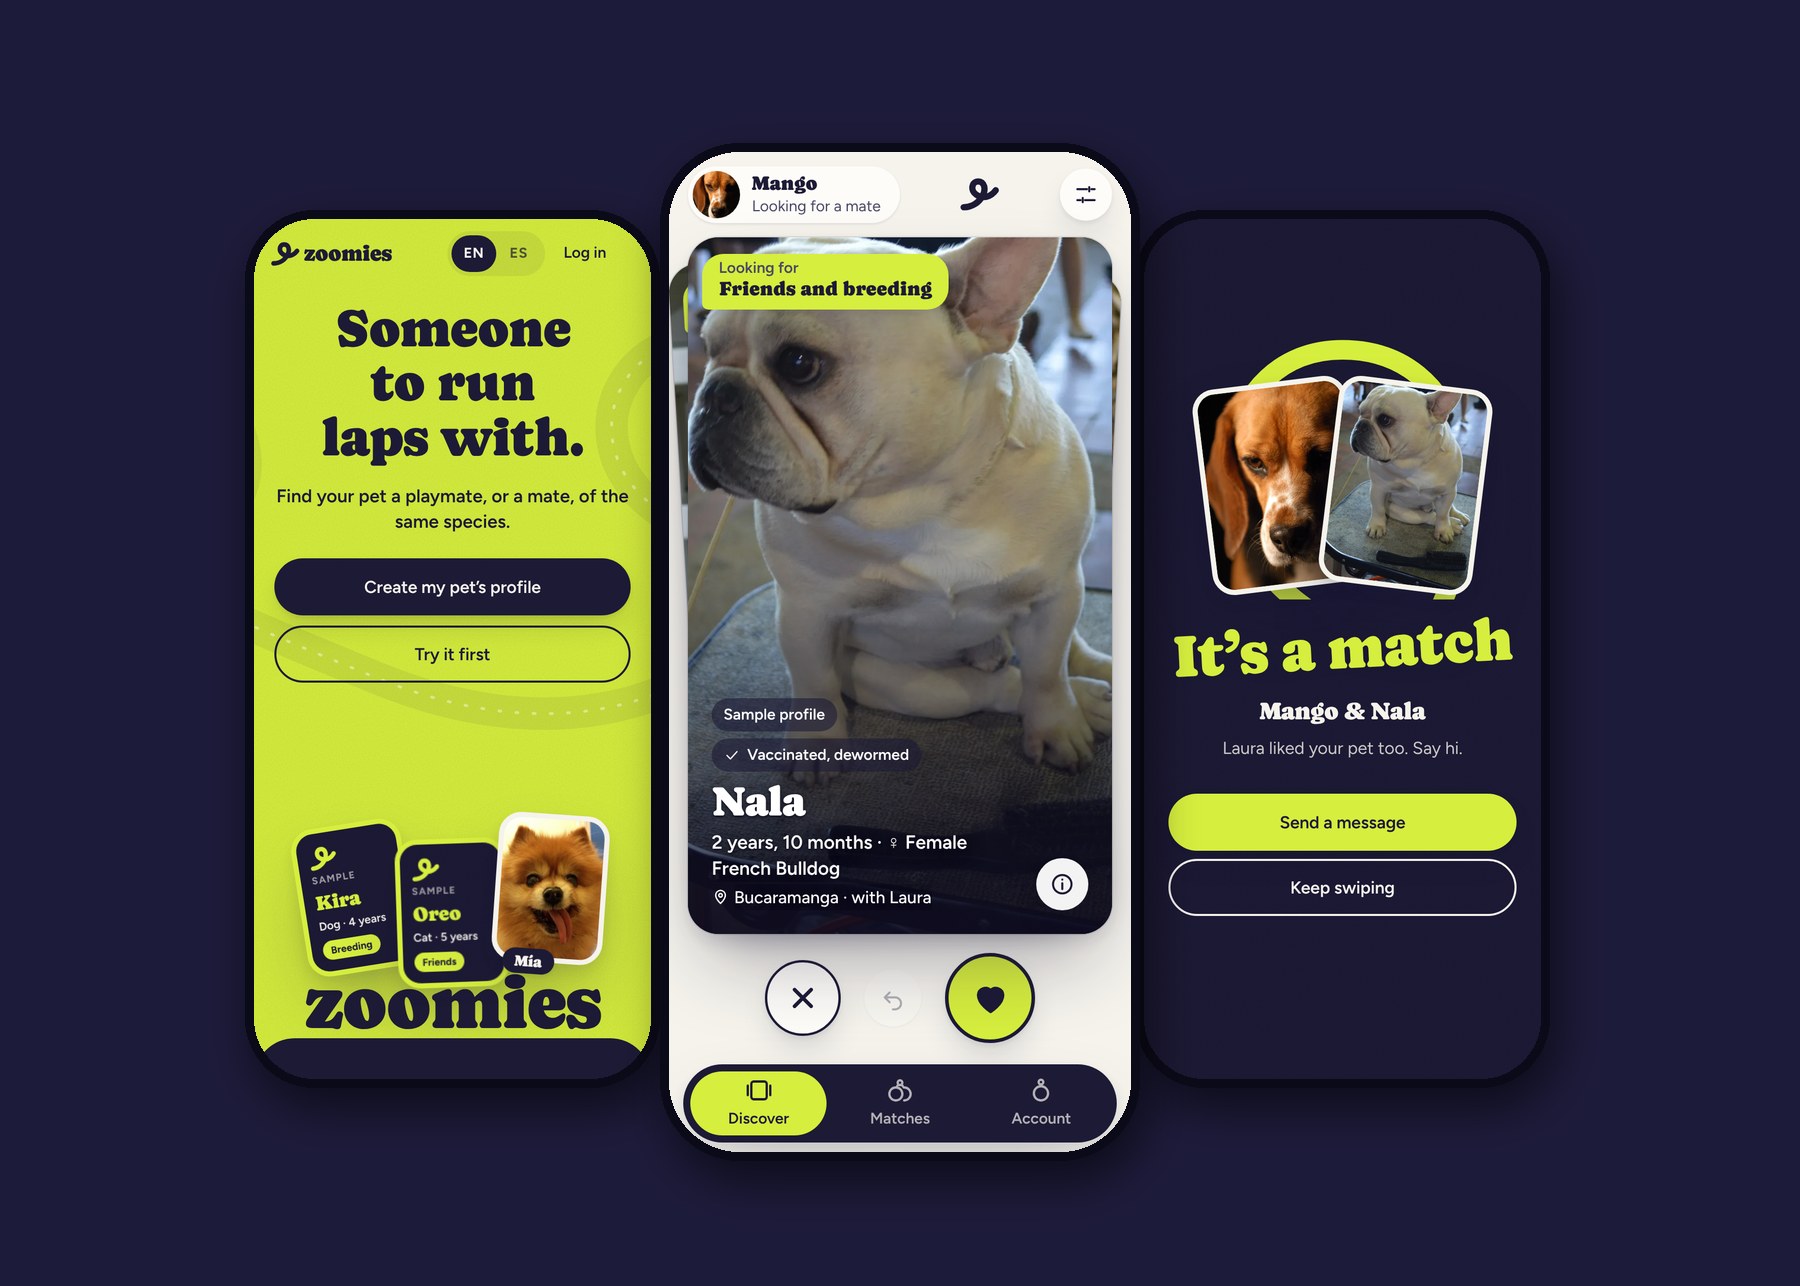 zoomies
EN
ES
Log in
Someone
to run
laps with.
Find your pet a playmate, or a mate, of the
same species.
Create my pet’s profile
Try it first
SAMPLE
Kira
Dog · 4 years
Breeding
SAMPLE
Oreo
Cat · 5 years
Friends
Mía
zoomies
Mango
Looking for a mate
Looking for
Friends and breeding
Sample profile
Vaccinated, dewormed
Nala
2 years, 10 months · ♀ Female
French Bulldog
Bucaramanga · with Laura
Discover
Matches
Account
It’s a match
Mango & Nala
Laura liked your pet too. Say hi.
Send a message
Keep swiping